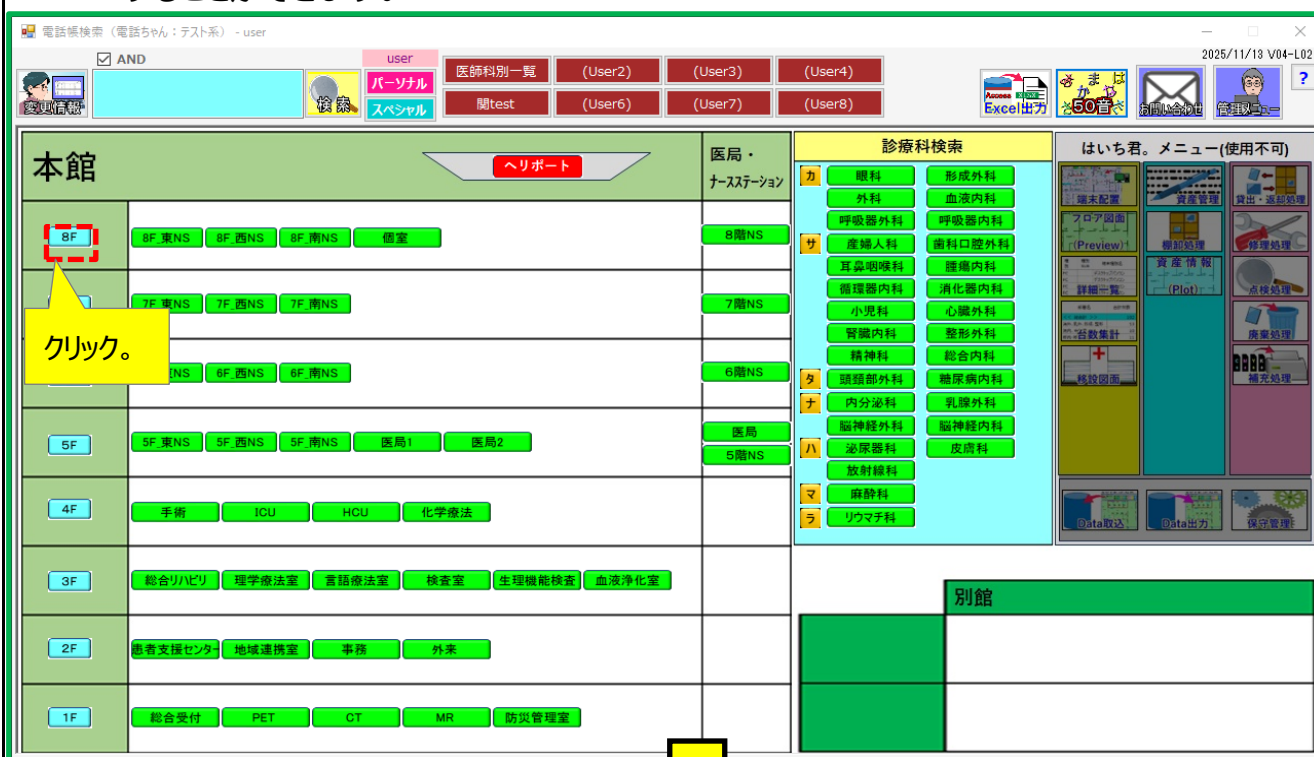 電話帳検索（電話ちゃん：テスト系） - user
2025/11/13 V04-L02
AND
変更情報
検索
user
パーソナル
スペシャル
医師科別一覧 (User2) (User3) (User4)
関test (User6) (User7) (User8)
Excel出力
50音
お問い合わせ
管理メニュー
?
本館
ヘリポート
医局・
ナースステーション
8F 8F_東NS 8F_西NS 8F_南NS 個室 8階NS
クリック。
7F_東NS 7F_西NS 7F_南NS 7階NS
6F_西NS 6F_南NS 6階NS
5F 5F_東NS 5F_西NS 5F_南NS 医局1 医局2 医局
5階NS
4F 手術 ICU HCU 化学療法
3F 総合リハビリ 理学療法室 言語療法室 検査室 生理機能検査 血液浄化室
2F 患者支援センター 地域連携室 事務 外来
1F 総合受付 PET CT MR 防災管理室
診療科検索
カ 眼科 形成外科
外科 血液内科
呼吸器外科 呼吸器内科
サ 産婦人科 歯科口腔外科
耳鼻咽喉科 腫瘍内科
循環器内科 消化器内科
小児科 心臓外科
腎臓内科 整形外科
精神科 総合内科
タ 頭頸部外科 糖尿病内科
ナ 内分泌科 乳腺外科
脳神経外科 脳神経内科
ハ 泌尿器科 皮膚科
放射線科
マ 麻酔科
ラ リウマチ科
はいち君。メニュー(使用不可)
端末配置 資産管理 貸出・返却処理
フロア図面
(Preview) 棚卸処理 修理処理
詳細一覧 資産情報
(Plot) 点検処理
台数集計 廃棄処理
移設図面 補充処理
Data取込 Data出力 保守管理
別館